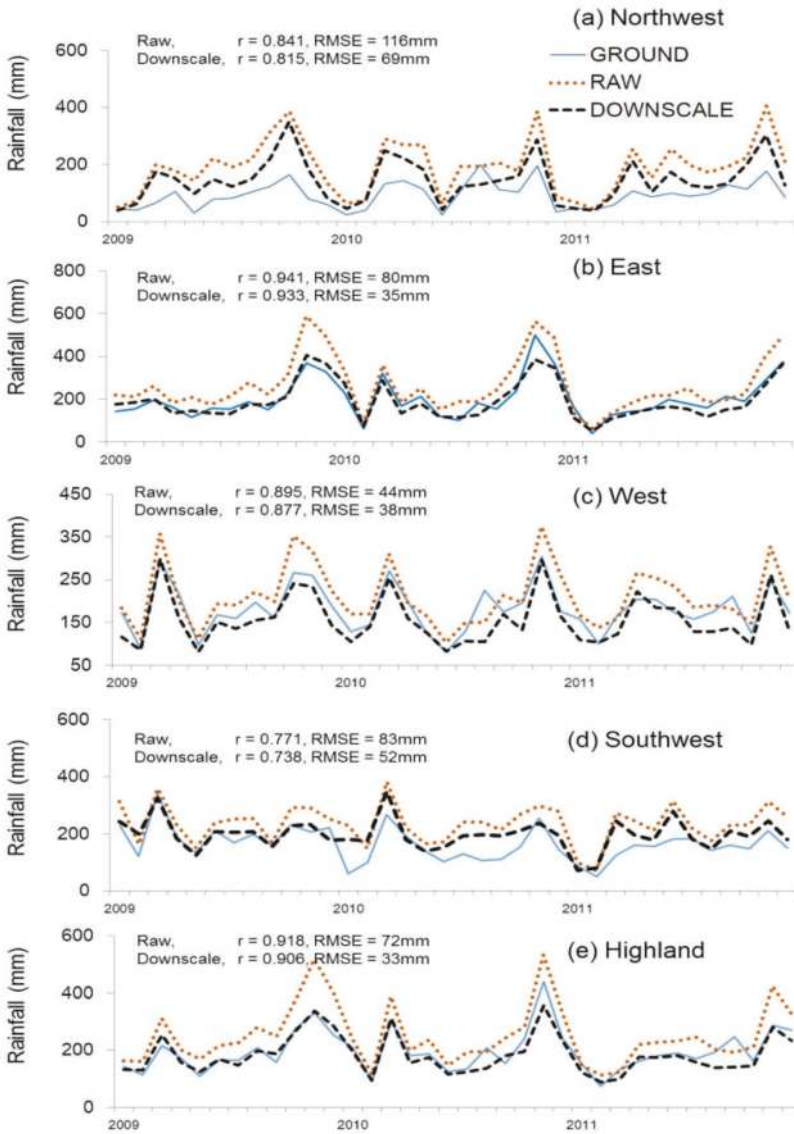 (a) Northwest
Raw, r = 0.841, RMSE = 116mm
Downscale, r = 0.815, RMSE = 69mm
GROUND
RAW
DOWNSCALE
Rainfall (mm)
600
400
200
0
2009
2010
2011
(b) East
Raw, r = 0.941, RMSE = 80mm
Downscale, r = 0.933, RMSE = 35mm
Rainfall (mm)
800
600
400
200
0
2009
2010
2011
(c) West
Raw, r = 0.895, RMSE = 44mm
Downscale, r = 0.877, RMSE = 38mm
Rainfall (mm)
450
350
250
150
50
2009
2010
2011
(d) Southwest
Raw, r = 0.771, RMSE = 83mm
Downscale, r = 0.738, RMSE = 52mm
Rainfall (mm)
600
400
200
0
2009
2010
2011
(e) Highland
Raw, r = 0.918, RMSE = 72mm
Downscale, r = 0.906, RMSE = 33mm
Rainfall (mm)
600
400
200
0
2009
2010
2011